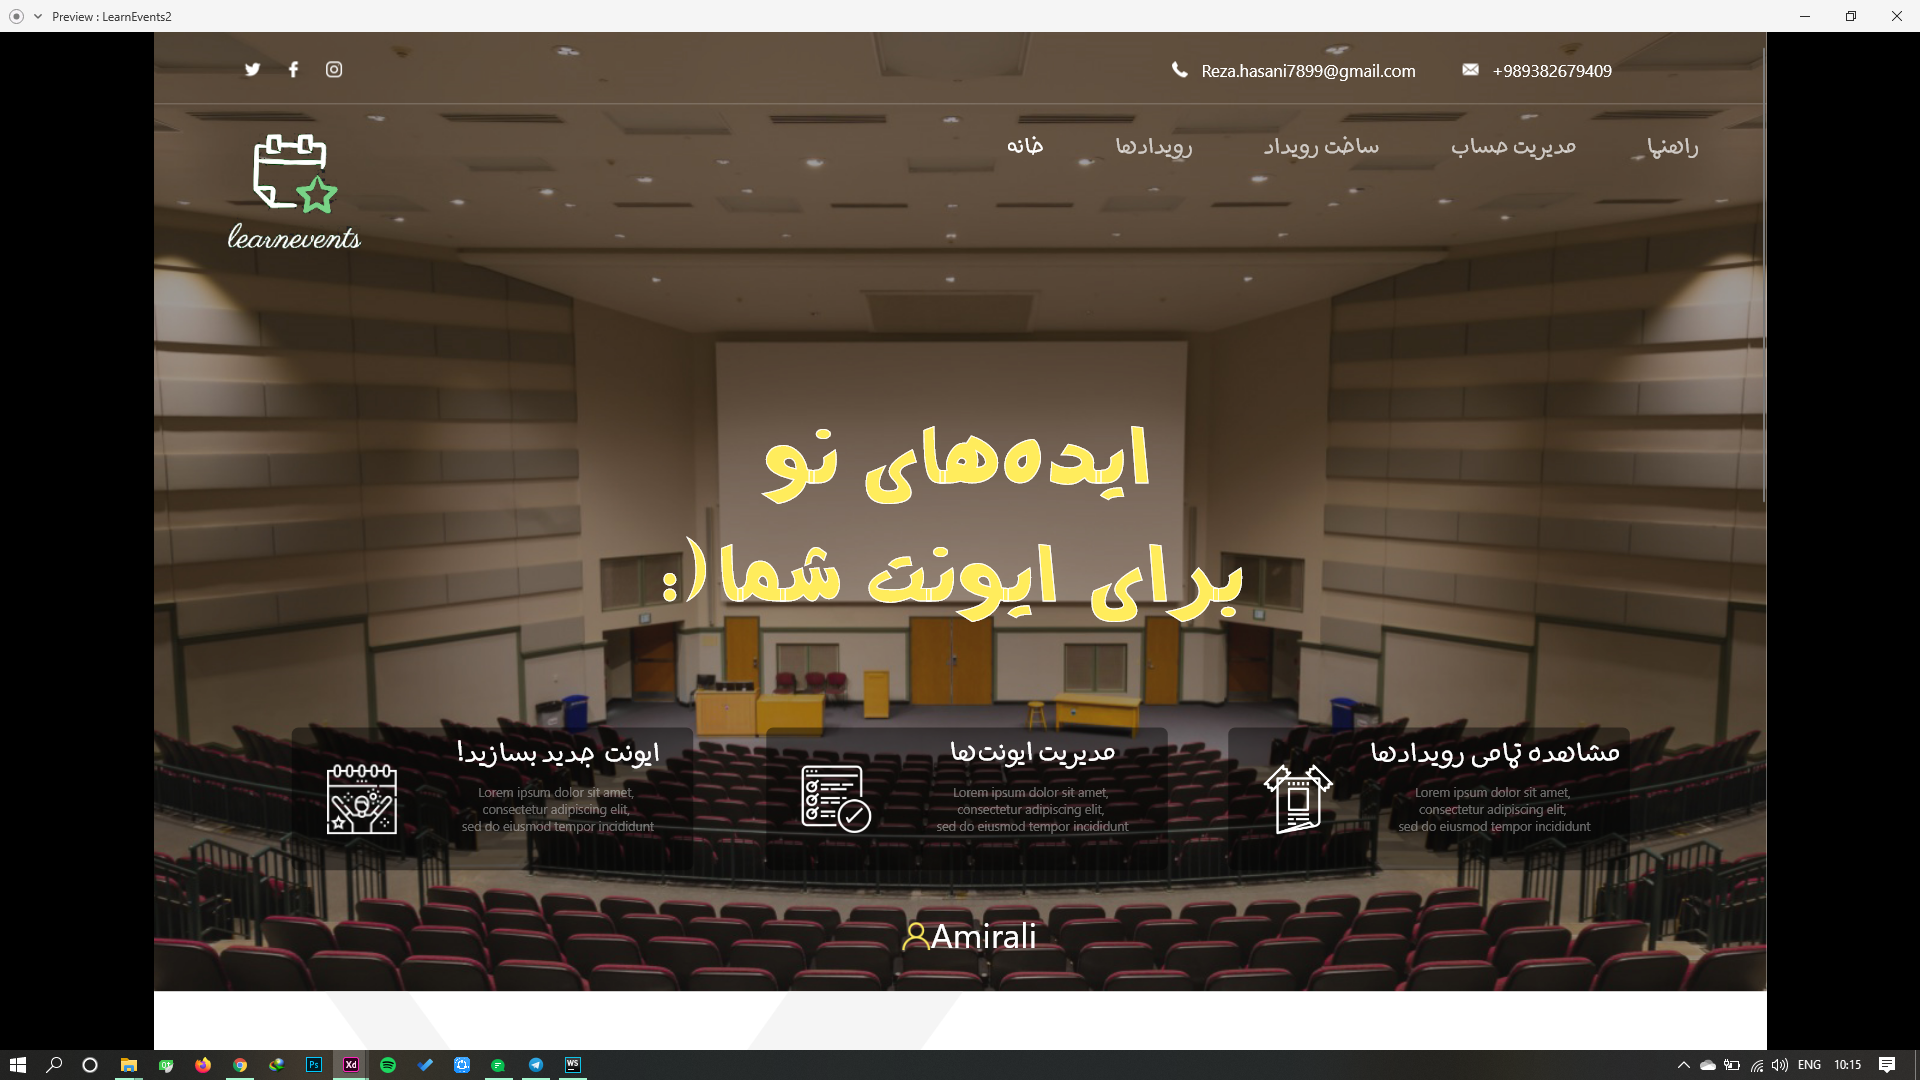 Preview : LearnEvents2
Reza.hasani7899@gmail.com
+989382679409
خانه
رویدادها
ساخت رویداد
مدیریت حساب
راهنما
learnevents
ایده‌های نو
برای ایونت شما(:
ایونت جدید بسازید!
Lorem ipsum dolor sit amet,
consectetur adipiscing elit,
sed do eiusmod tempor incididunt
مدیریت ایونت‌ها
Lorem ipsum dolor sit amet,
consectetur adipiscing elit,
sed do eiusmod tempor incididunt
مشاهده تمامی رویدادها
Lorem ipsum dolor sit amet,
consectetur adipiscing elit,
sed do eiusmod tempor incididunt
Amirali
Ps
Xd
WS
ENG
10:15